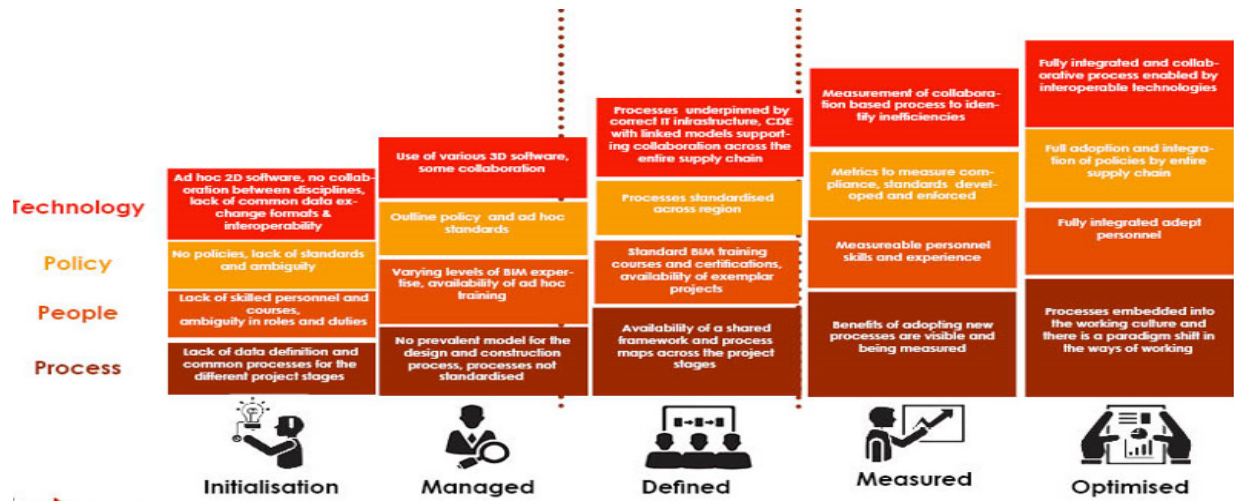 Technology
Policy
People
Process
Ad hoc 2D software, no collab-
oration between disciplines,
lack of common data ex-
change formats &
interoperability
No policies, lack of standards
and ambiguity
Lack of skilled personnel and
courses,
ambiguity in roles and duties
Lack of data definition and
common processes for the
different project stages
Initialisation
Use of various 3D software,
some collaboration
Outline policy and ad hoc
standards
Varying levels of BIM exper-
tise, availability of ad hoc
training
No prevalent model for the
design and construction
process, processes not
standardised
Managed
Processes underpinned by
correct IT infrastructure, CDE
with linked models support-
ing collaboration across the
entire supply chain
Processes standardised
across region
Standard BIM training
courses and certifications,
availability of exemplar
projects
Availability of a shared
framework and process
maps across the project
stages
Defined
Measurement of collabora-
tion based process to iden-
tify inefficiencies
Metrics to measure com-
pliance, standards devel-
oped and enforced
Measureable personnel
skills and experience
Benefits of adopting new
processes are visible and
being measured
Measured
Fully integrated and collab-
orative process enabled by
interoperable technologies
Full adoption and integra-
tion of policies by entire
supply chain
Fully integrated adept
personnel
Processes embedded into
the working culture and
there is a paradigm shift in
the ways of working
Optimised